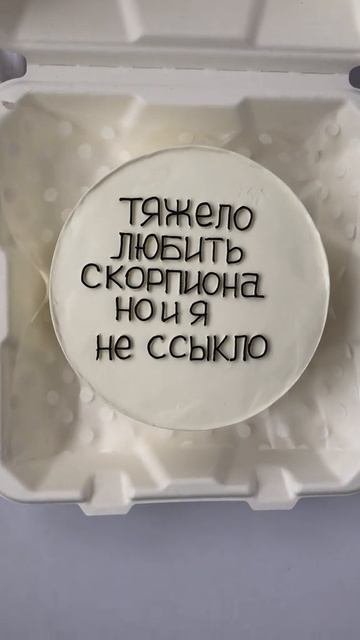 тяжело
любить
скорпиона
но и я
не ссыкло